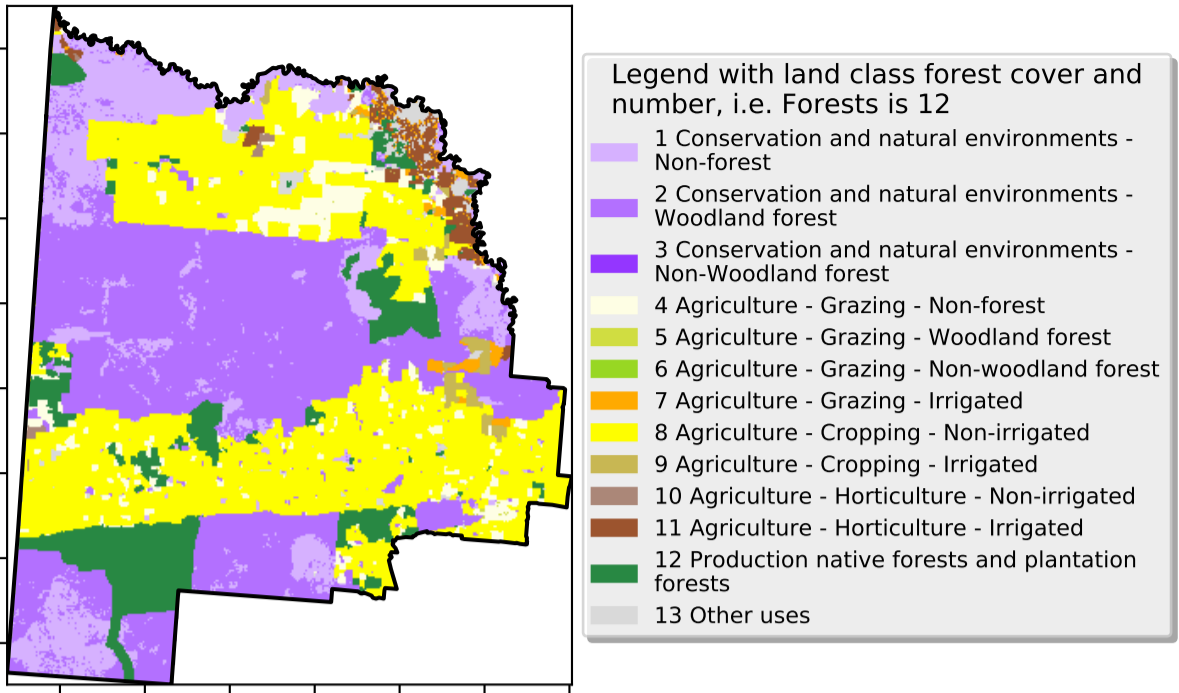 Legend with land class forest cover and
number, i.e. Forests is 12
1 Conservation and natural environments -
Non-forest
2 Conservation and natural environments -
Woodland forest
3 Conservation and natural environments -
Non-Woodland forest
4 Agriculture - Grazing - Non-forest
5 Agriculture - Grazing - Woodland forest
6 Agriculture - Grazing - Non-woodland forest
7 Agriculture - Grazing - Irrigated
8 Agriculture - Cropping - Non-irrigated
9 Agriculture - Cropping - Irrigated
10 Agriculture - Horticulture - Non-irrigated
11 Agriculture - Horticulture - Irrigated
12 Production native forests and plantation
forests
13 Other uses